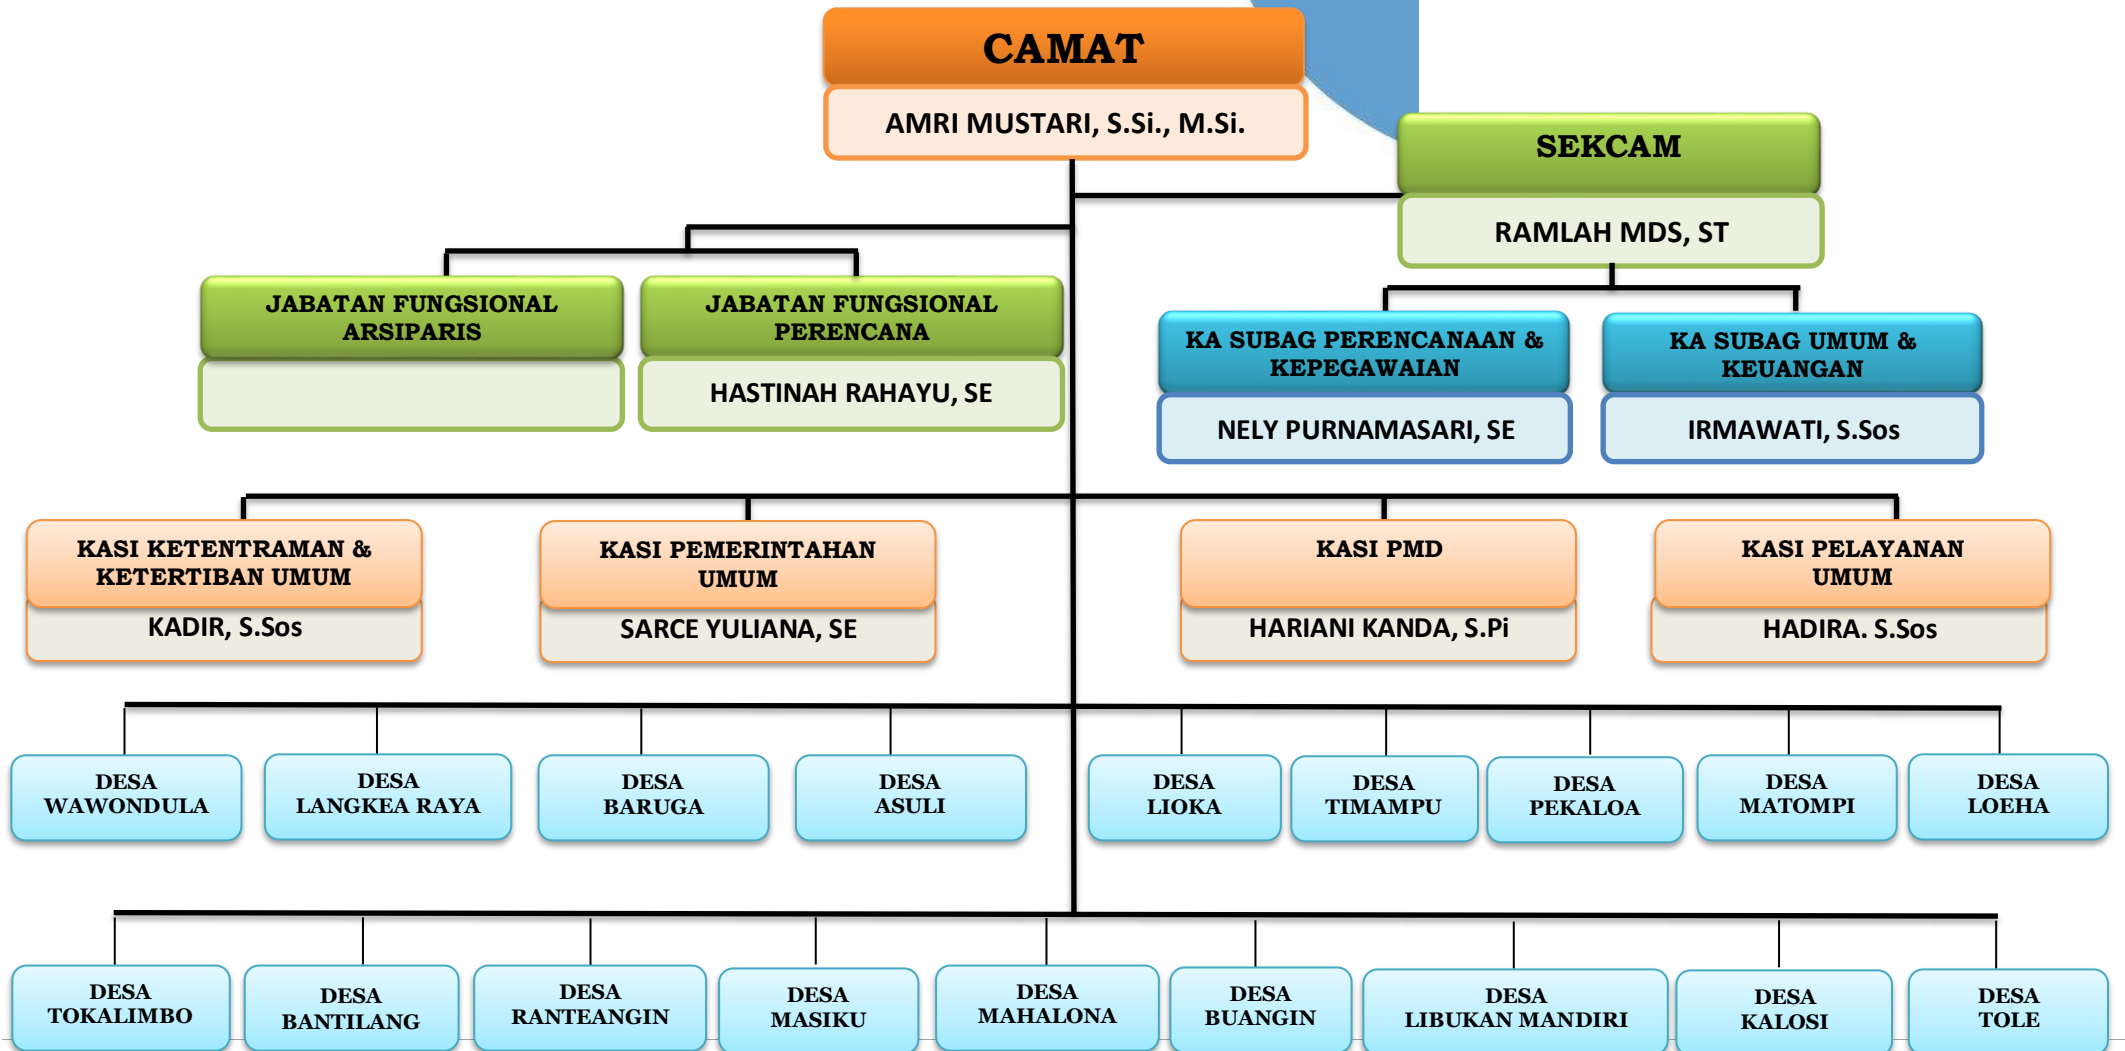 CAMAT
AMRI MUSTARI, S.Si., M.Si.
SEKCAM
RAMLAH MDS, ST
JABATAN FUNGSIONAL
ARSIPARIS
JABATAN FUNGSIONAL
PERENCANA
HASTINAH RAHAYU, SE
KA SUBAG PERENCANAAN &
KEPEGAWAIAN
NELY PURNAMASARI, SE
KA SUBAG UMUM &
KEUANGAN
IRMAWATI, S.Sos
KASI KETENTRAMAN &
KETERTIBAN UMUM
KADIR, S.Sos
KASI PEMERINTAHAN
UMUM
SARCE YULIANA, SE
KASI PMD
HARIANI KANDA, S.Pi
KASI PELAYANAN
UMUM
HADIRA. S.Sos
DESA
WAWONDULA
DESA
LANGKEA RAYA
DESA
BARUGA
DESA
ASULI
DESA
LIOKA
DESA
TIMAMPU
DESA
PEKALOA
DESA
MATOMPI
DESA
LOEHA
DESA
TOKALIMBO
DESA
BANTILANG
DESA
RANTEANGIN
DESA
MASIKU
DESA
MAHALONA
DESA
BUANGIN
DESA
LIBUKAN MANDIRI
DESA
KALOSI
DESA
TOLE